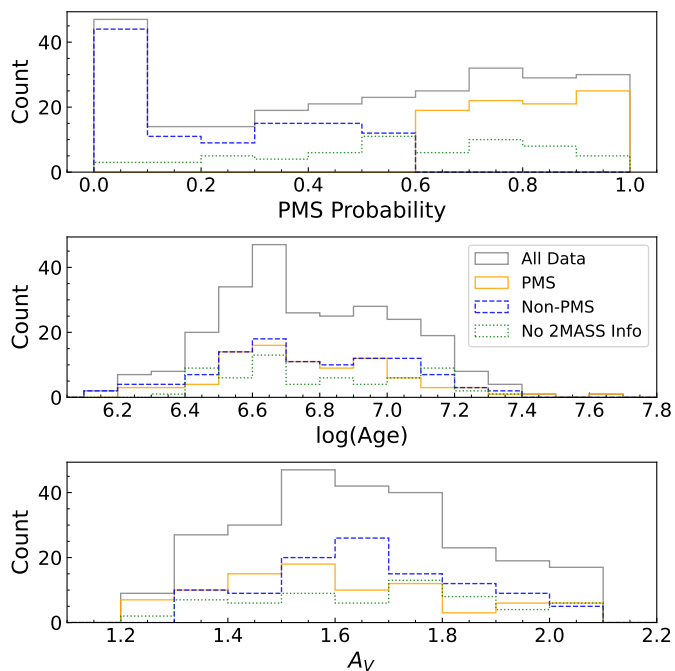 40
20
0
Count
0.0 0.2 0.4 0.6 0.8 1.0
PMS Probability
40
20
0
Count
All Data
PMS
Non-PMS
No 2MASS Info
6.2 6.4 6.6 6.8 7.0 7.2 7.4 7.6 7.8
log(Age)
40
20
0
Count
1.2 1.4 1.6 1.8 2.0 2.2
A_V